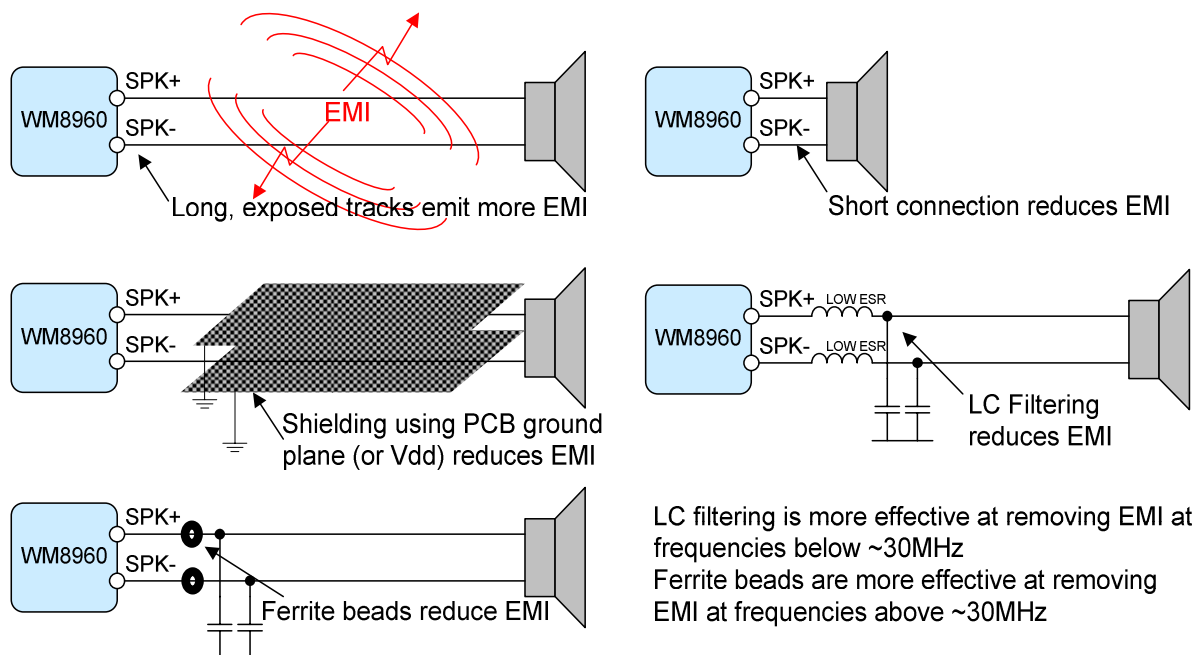 SPK+
WM8960
EMI
SPK-
Long, exposed tracks emit more EMI
SPK+
WM8960
SPK-
Short connection reduces EMI
SPK+
WM8960
SPK-
Shielding using PCB ground
plane (or Vdd) reduces EMI
SPK+
LOW ESR
WM8960
SPK-
LOW ESR
LC Filtering
reduces EMI
SPK+
WM8960
SPK-
Ferrite beads reduce EMI
LC filtering is more effective at removing EMI at
frequencies below ~30MHz
Ferrite beads are more effective at removing
EMI at frequencies above ~30MHz